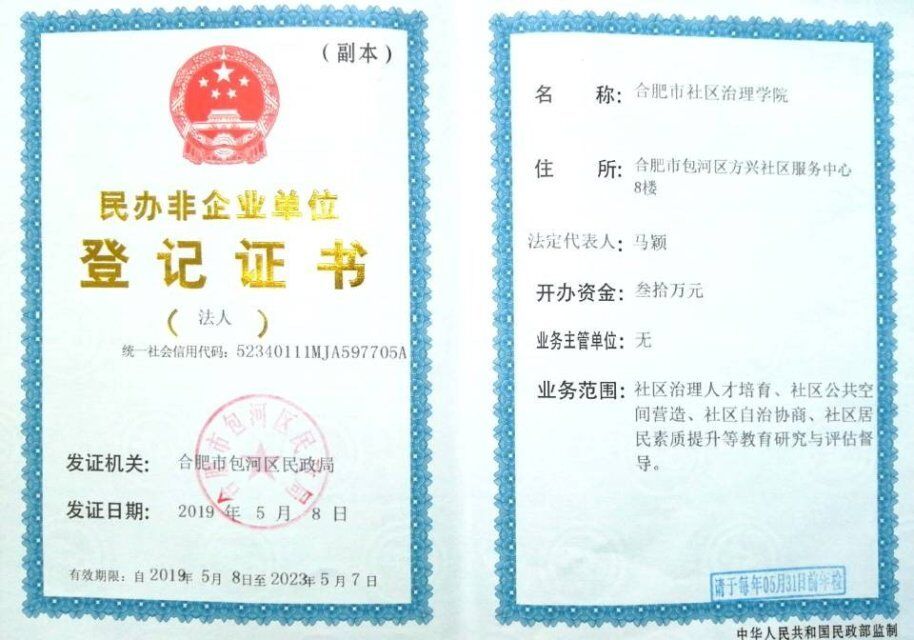 (副本)
民办非企业单位
登记证书
(法人)
统一社会信用代码：52340111MJA597705A
合肥市包河区民政局
发证机关：合肥市包河区民政局
发证日期：2019 年 5 月 8 日
有效期限：自2019年5月8日至2023年5月7日
名 称：合肥市社区治理学院
住 所：合肥市包河区方兴社区服务中心
8楼
法定代表人：马颖
开办资金：叁拾万元
业务主管单位：无
业务范围：社区治理人才培育、社区公共空
间营造、社区自治协商、社区居
民素质提升等教育研究与评估督
导。
请于每年05月31日前年检
中华人民共和国民政部监制